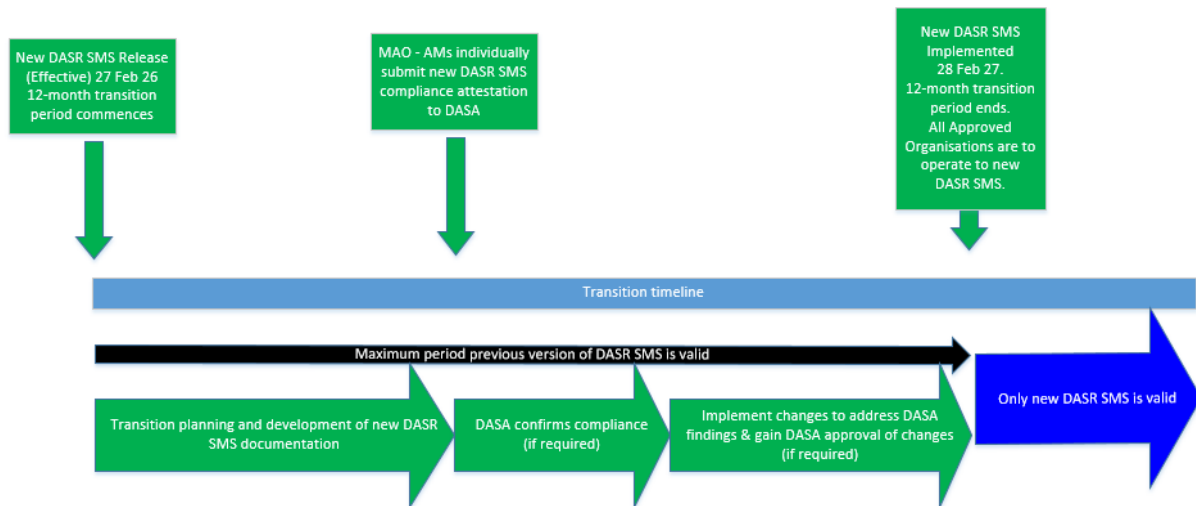 New DASR SMS Release
(Effective) 27 Feb 26
12-month transition
period commences
MAO - AMs individually
submit new DASR SMS
compliance attestation
to DASA
New DASR SMS
Implemented
28 Feb 27.
12-month transition
period ends.
All Approved
Organisations are to
operate to new
DASR SMS.
Transition timeline
Maximum period previous version of DASR SMS is valid
Transition planning and development of new DASR
SMS documentation
DASA confirms compliance
(if required)
Implement changes to address DASA
findings & gain DASA approval of changes
(if required)
Only new DASR SMS is valid